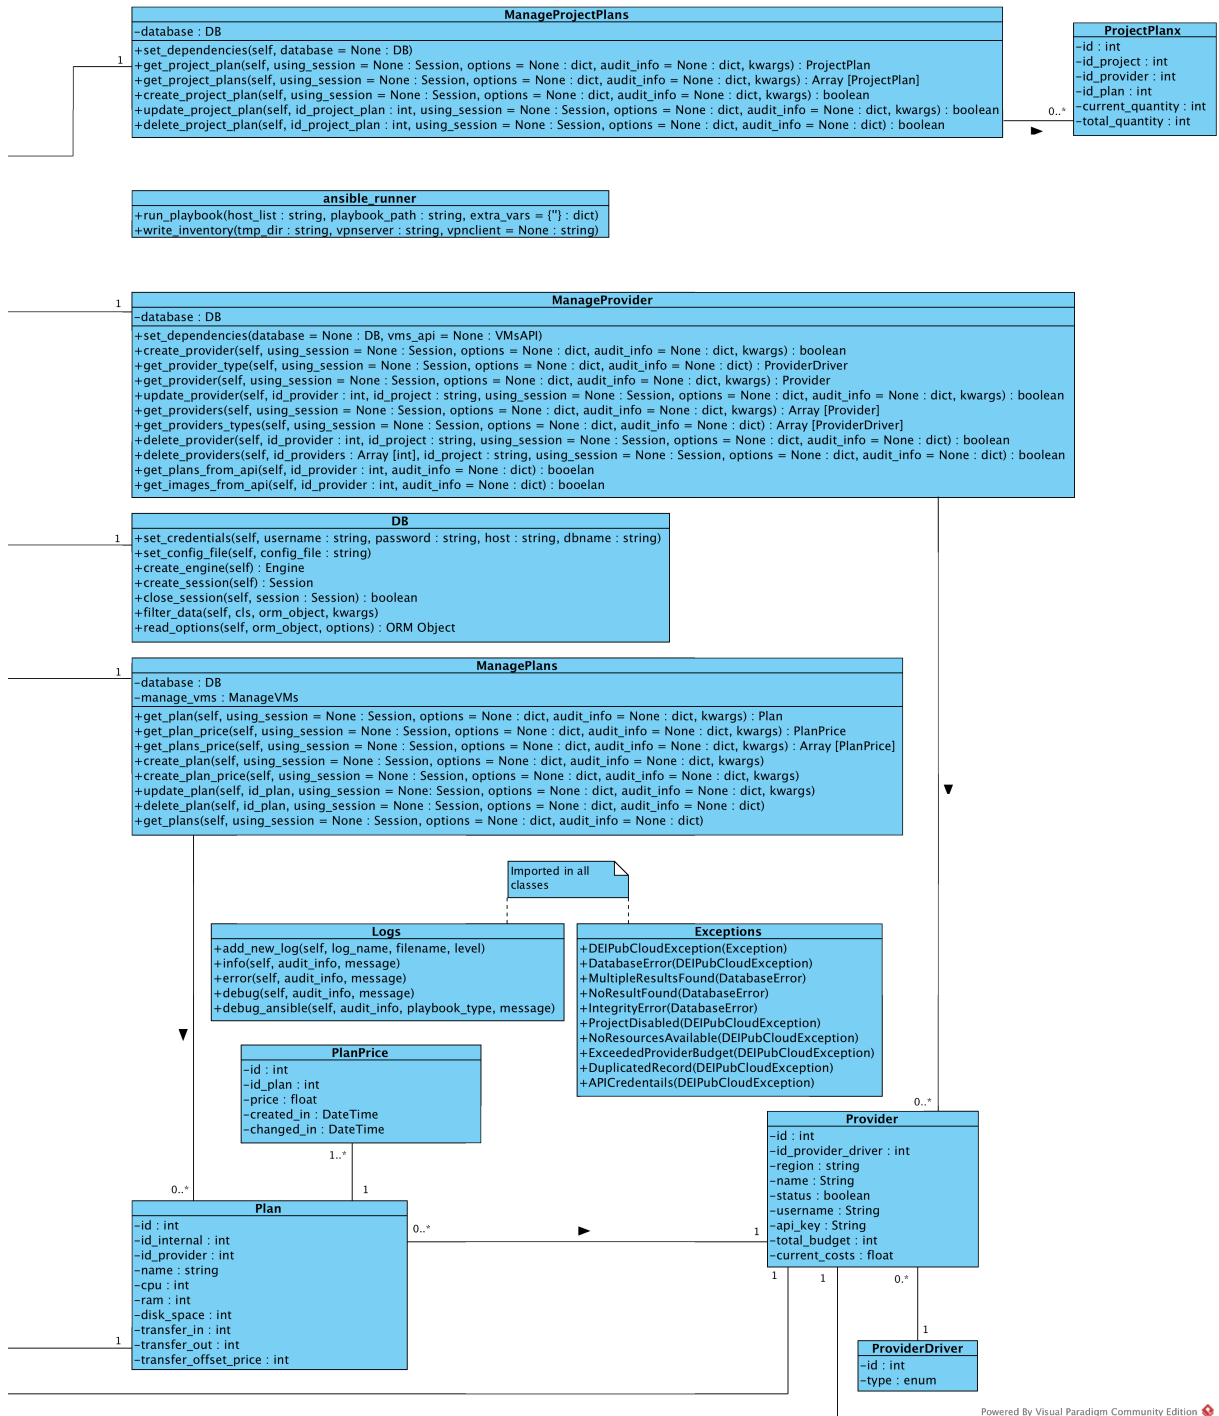 ManageProjectPlans
-database : DB
+set_dependencies(self, database = None : DB)
+get_project_plan(self, using_session = None : Session, options = None : dict, audit_info = None : dict, kwargs) : ProjectPlan
+get_project_plans(self, using_session = None : Session, options = None : dict, audit_info = None : dict, kwargs) : Array [ProjectPlan]
+create_project_plan(self, using_session = None : Session, options = None : dict, audit_info = None : dict, kwargs) : boolean
+update_project_plan(self, id_project_plan : int, using_session = None : Session, options = None : dict, audit_info = None : dict, kwargs) : boolean
+delete_project_plan(self, id_project_plan : int, using_session = None : Session, options = None : dict, audit_info = None : dict) : boolean
1
0..*
ProjectPlanx
-id : int
-id_project : int
-id_provider : int
-id_plan : int
-current_quantity : int
-total_quantity : int
ansible_runner
+run_playbook(host_list : string, playbook_path : string, extra_vars = {"} : dict)
+write_inventory(tmp_dir : string, vpnserver : string, vpnclient = None : string)
1
ManageProvider
-database : DB
+set_dependencies(database = None : DB, vms_api = None : VMsAPI)
+create_provider(self, using_session = None : Session, options = None : dict, audit_info = None : dict, kwargs) : boolean
+get_provider_type(self, using_session = None : Session, options = None : dict, audit_info = None : dict) : ProviderDriver
+get_provider(self, using_session = None : Session, options = None : dict, audit_info = None : dict, kwargs) : Provider
+update_provider(self, id_provider : int, id_project : string, using_session = None : Session, options = None : dict, audit_info = None : dict, kwargs) : boolean
+get_providers(self, using_session = None : Session, options = None : dict, audit_info = None : dict, kwargs) : Array [Provider]
+get_providers_types(self, using_session = None : Session, options = None : dict, audit_info = None : dict) : Array [ProviderDriver]
+delete_provider(self, id_provider : int, id_project : string, using_session = None : Session, options = None : dict, audit_info = None : dict) : boolean
+delete_providers(self, id_providers : Array [int], id_project : string, using_session = None : Session, options = None : dict, audit_info = None : dict) : boolean
+get_plans_from_api(self, id_provider : int, audit_info = None : dict) : booelan
+get_images_from_api(self, id_provider : int, audit_info = None : dict) : booelan
1
DB
+set_credentials(self, username : string, password : string, host : string, dbname : string)
+set_config_file(self, config_file : string)
+create_engine(self) : Engine
+create_session(self) : Session
+close_session(self, session : Session) : boolean
+filter_data(self, cls, orm_object, kwargs)
+read_options(self, orm_object, options) : ORM Object
1
ManagePlans
-database : DB
-manage_vms : ManageVMs
+get_plan(self, using_session = None : Session, options = None : dict, audit_info = None : dict, kwargs) : Plan
+get_plan_price(self, using_session = None : Session, options = None : dict, audit_info = None : dict, kwargs) : PlanPrice
+get_plans_price(self, using_session = None : Session, options = None : dict, audit_info = None : dict, kwargs) : Array [PlanPrice]
+create_plan(self, using_session = None : Session, options = None : dict, audit_info = None : dict, kwargs)
+create_plan_price(self, using_session = None : Session, options = None : dict, audit_info = None : dict, kwargs)
+update_plan(self, id_plan, using_session = None: Session, options = None : dict, audit_info = None : dict, kwargs)
+delete_plan(self, id_plan, using_session = None : Session, options = None : dict, audit_info = None : dict)
+get_plans(self, using_session = None : Session, options = None : dict, audit_info = None : dict)
Imported in all
classes
Logs
+add_new_log(self, log_name, filename, level)
+info(self, audit_info, message)
+error(self, audit_info, message)
+debug(self, audit_info, message)
+debug_ansible(self, audit_info, playbook_type, message)
Exceptions
+DEIPubCloudException(Exception)
+DatabaseError(DEIPubCloudException)
+MultipleResultsFound(DatabaseError)
+NoResultFound(DatabaseError)
+IntegrityError(DatabaseError)
+ProjectDisabled(DEIPubCloudException)
+NoResourcesAvailable(DEIPubCloudException)
+ExceededProviderBudget(DEIPubCloudException)
+DuplicatedRecord(DEIPubCloudException)
+APICredentails(DEIPubCloudException)
PlanPrice
-id : int
-id_plan : int
-price : float
-created_in : DateTime
-changed_in : DateTime
1..*
1
0..*
0..*
Provider
-id : int
-id_provider_driver : int
-region : string
-name : String
-status : boolean
-username : String
-api_key : String
-total_budget : int
-current_costs : float
Plan
-id : int
-id_internal : int
-id_provider : int
-name : string
-cpu : int
-ram : int
-disk_space : int
-transfer_in : int
-transfer_out : int
-transfer_offset_price : int
0..*
1
1
1
1
0.*
1
ProviderDriver
-id : int
-type : enum
Powered By Visual Paradigm Community Edition